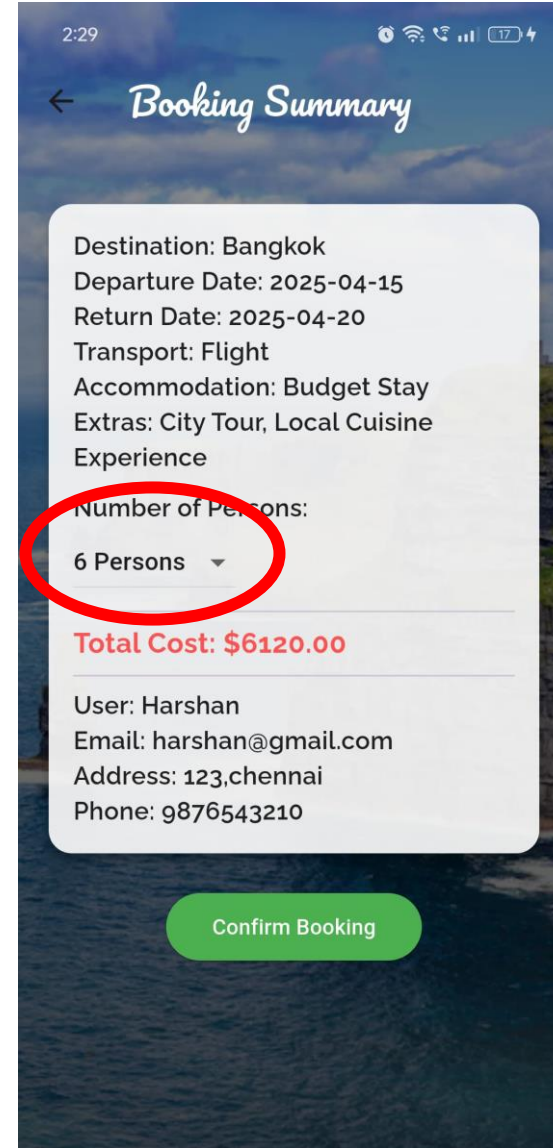 2:29
17
Booking Summary
Destination: Bangkok
Departure Date: 2025-04-15
Return Date: 2025-04-20
Transport: Flight
Accommodation: Budget Stay
Extras: City Tour, Local Cuisine
Experience
Number of Persons:
6 Persons
Total Cost: $6120.00
User: Harshan
Email: harshan@gmail.com
Address: 123,chennai
Phone: 9876543210
Confirm Booking